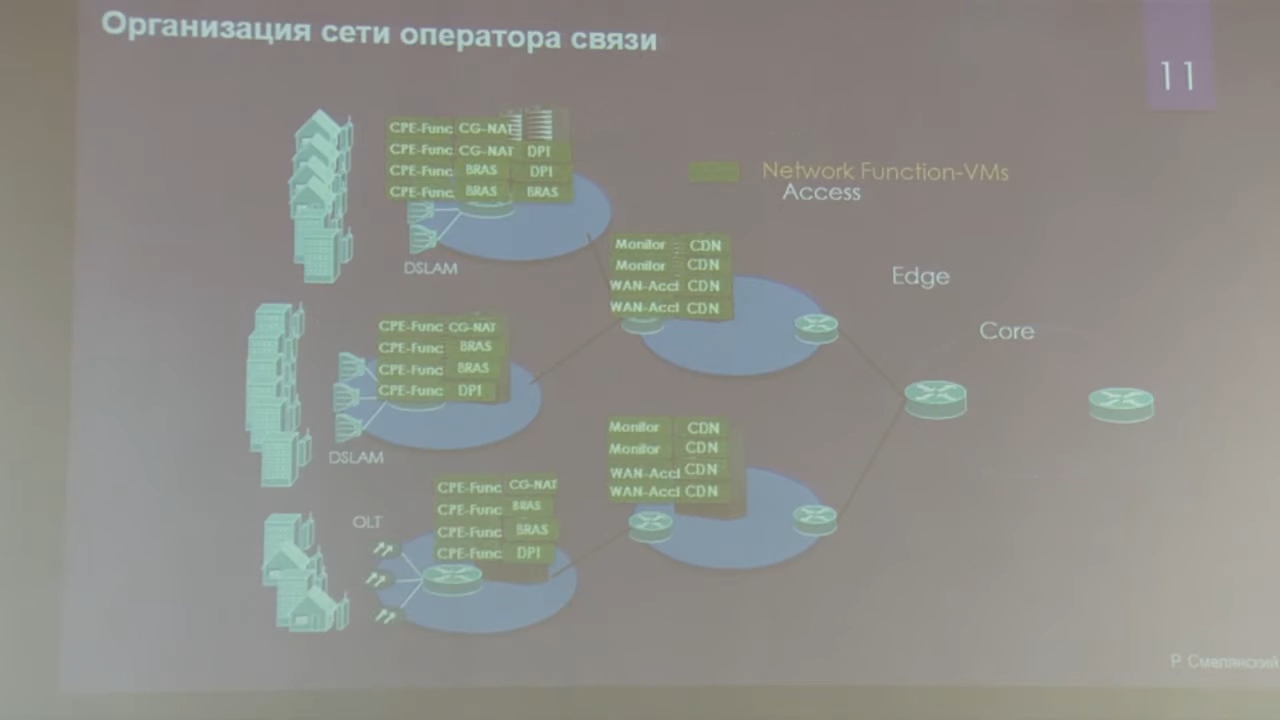 Организация сети оператора связи
11
CPE-Func CG-NAT
CPE-Func CG-NAT DPI
CPE-Func BRAS DPI
CPE-Func BRAS BRAS
DSLAM
Network Function-VMs
Access
Edge
Core
Monitor CDN
Monitor CDN
WAN-Accl CDN
WAN-Accl CDN
CPE-Func CG-NAT
CPE-Func BRAS
CPE-Func BRAS
CPE-Func DPI
DSLAM
Monitor CDN
Monitor CDN
WAN-Accl CDN
WAN-Accl CDN
OLT
CPE-Func CG-NAT
CPE-Func BRAS
CPE-Func BRAS
CPE-Func DPI
Р. Смелянский